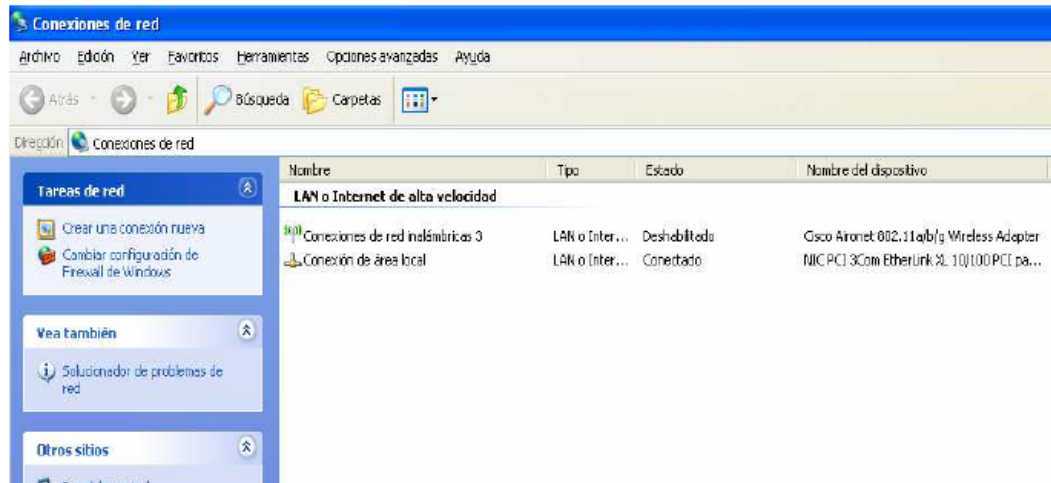 Conexiones de red
Archivo Edición Ver Favoritos Herramientas Opciones avanzadas Ayuda
Atrás Búsqueda Carpetas
Dirección Conexiones de red
Tareas de red
Crear una conexión nueva
Cambiar configuración de
Firewall de Windows
Vea también
Solucionador de problemas de
red
Otros sitios
Nombre Tipo Estado Nombre del dispositivo
LAN o Internet de alta velocidad
Conexiones de red inalámbricas 3 LAN o Inter... Deshabilitado Cisco Aironet 802.11a/b/g Wireless Adapter
Conexión de área local LAN o Inter... Conectado NIC PCI 3Com EtherLink XL 10/100 PCI pa...